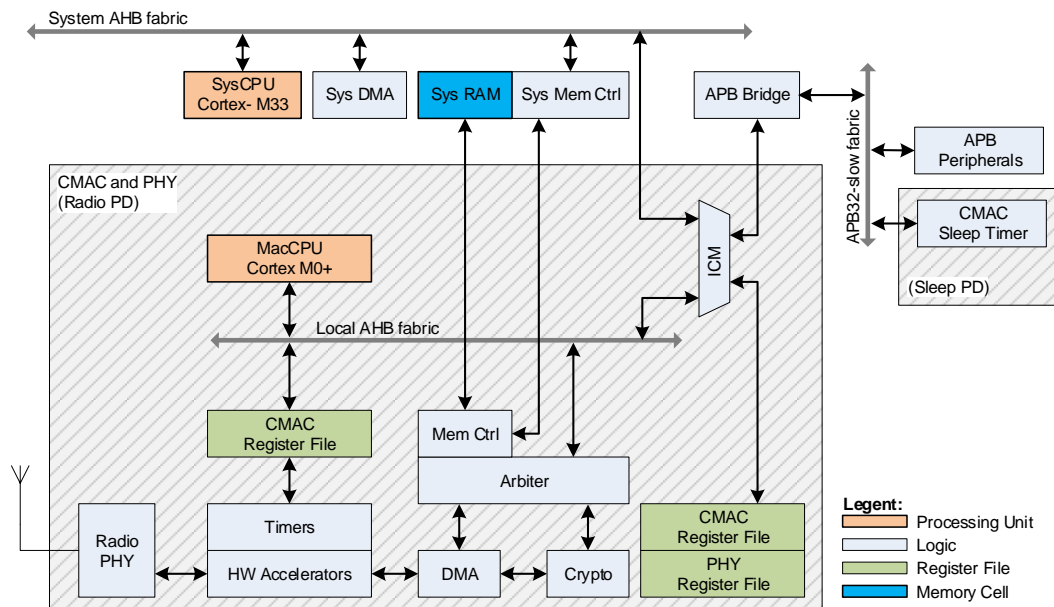 System AHB fabric
SysCPU
Cortex- M33
Sys DMA
Sys RAM
Sys Mem Ctrl
APB Bridge
APB32-slow fabric
APB
Peripherals
CMAC
Sleep Timer
(Sleep PD)
CMAC and PHY
(Radio PD)
MacCPU
Cortex M0+
ICM
Local AHB fabric
CMAC
Register File
Mem Ctrl
Arbiter
Radio
PHY
Timers
HW Accelerators
DMA
Crypto
CMAC
Register File
PHY
Register File
Legent:
Processing Unit
Logic
Register File
Memory Cell